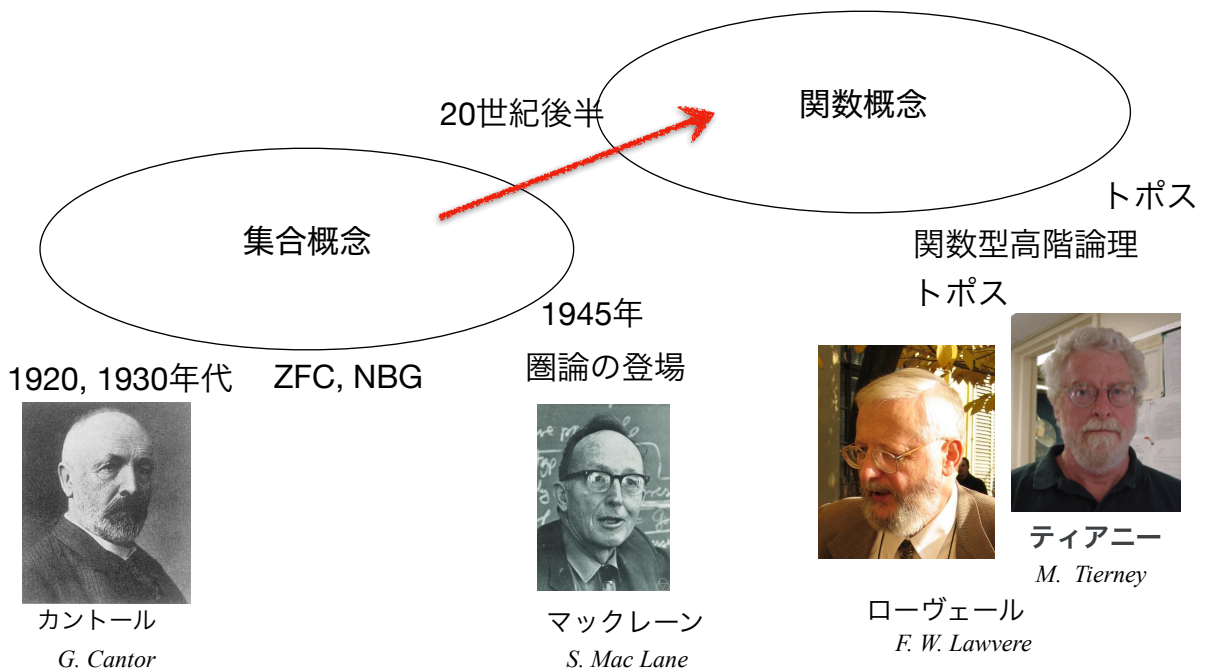 関数概念
20世紀後半
トポス
集合概念
関数型高階論理
トポス
1945年
圏論の登場
1920, 1930年代 ZFC, NBG
カントール
G. Cantor
マックレーン
S. Mac Lane
ローヴェール
F. W. Lawvere
ティアニー
M. Tierney